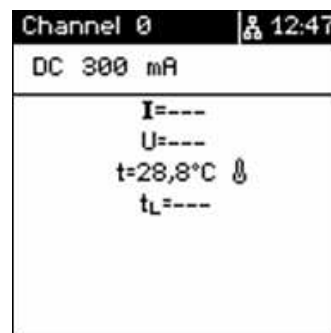 Channel 0 12:47
DC 300 mA
I=---
U=---
t=28,8°C
tL=---